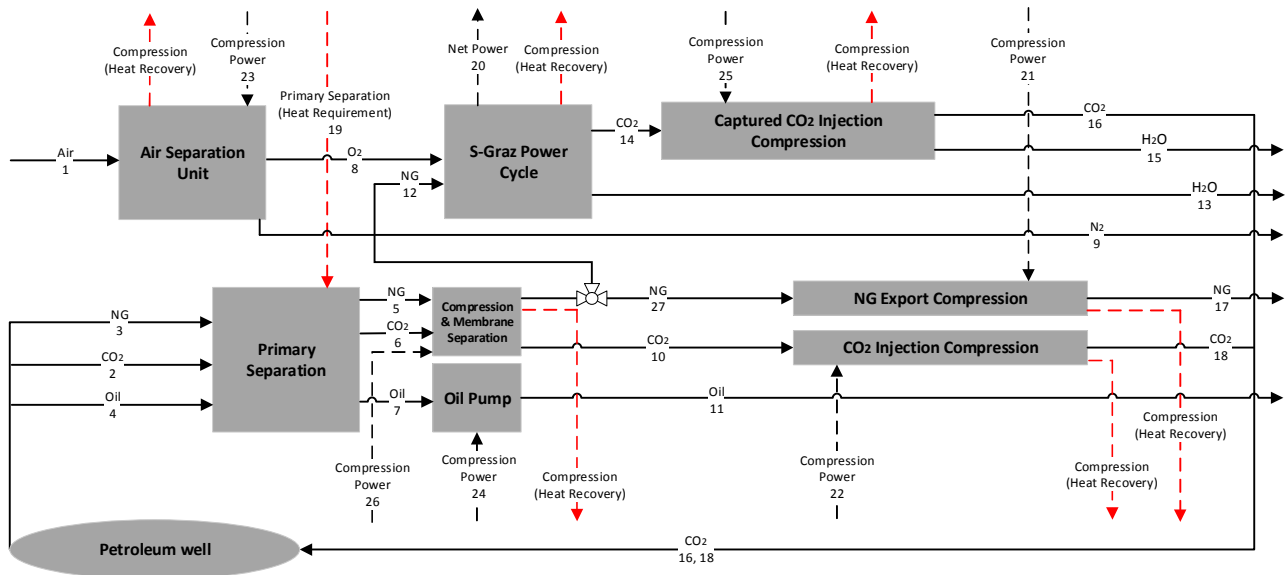 Compression
(Heat Recovery)
Compression
Power
23
Primary Separation
(Heat Requirement)
19
Net Power
20
Compression
(Heat Recovery)
Compression
Power
25
Compression
(Heat Recovery)
Compression
Power
21
Air
1
Air Separation
Unit
O2
8
NG
12
S-Graz Power
Cycle
CO2
14
Captured CO2 Injection
Compression
CO2
16
H2O
15
H2O
13
N2
9
NG
3
CO2
2
Oil
4
Primary
Separation
NG
5
CO2
6
Oil
7
Compression
& Membrane
Separation
Oil Pump
NG
27
CO2
10
Oil
11
NG Export Compression
CO2 Injection Compression
NG
17
CO2
18
Compression
Power
26
Compression
Power
24
Compression
(Heat Recovery)
Compression
Power
22
Compression
(Heat Recovery)
Compression
(Heat Recovery)
Petroleum well
CO2
16, 18